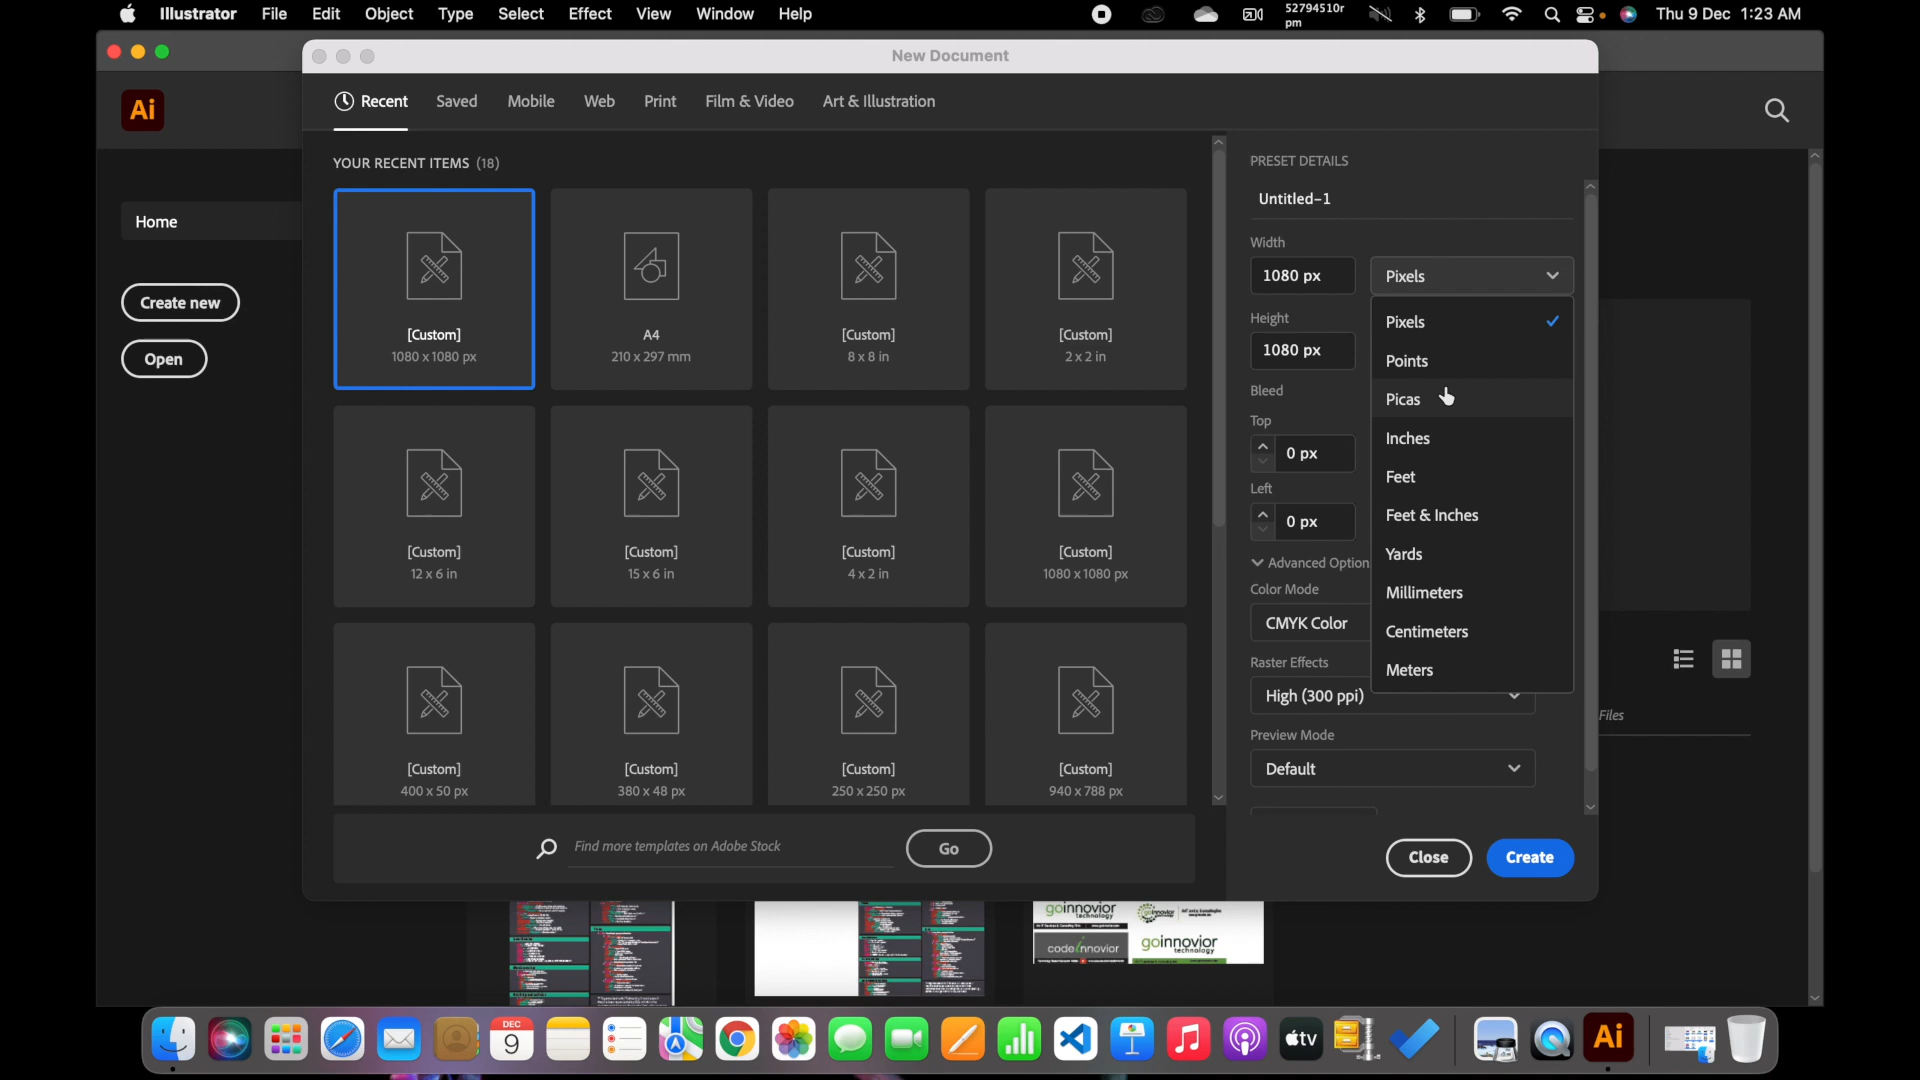 Illustrator File Edit Object Type Select Effect View Window Help
52794510r
pm
Thu 9 Dec 1:23 AM
New Document
Ai
Recent Saved Mobile Web Print Film & Video Art & Illustration
YOUR RECENT ITEMS (18)
[Custom]
1080 x 1080 px
A4
210 x 297 mm
[Custom]
8 x 8 in
[Custom]
2 x 2 in
[Custom]
12 x 6 in
[Custom]
15 x 6 in
[Custom]
4 x 2 in
[Custom]
1080 x 1080 px
[Custom]
400 x 50 px
[Custom]
380 x 48 px
[Custom]
250 x 250 px
[Custom]
940 x 788 px
Find more templates on Adobe Stock
Go
Home
Create new
Open
PRESET DETAILS
Untitled-1
Width
1080 px
Pixels
Height
1080 px
Bleed
Top
0 px
Left
0 px
Advanced Option
Color Mode
CMYK Color
Raster Effects
High (300 ppi)
Preview Mode
Default
Pixels
Points
Picas
Inches
Feet
Feet & Inches
Yards
Millimeters
Centimeters
Meters
Close
Create
Files
goinnovior
technology
codeinnovior
goinnovior
technology
DEC
9
tv
Ai